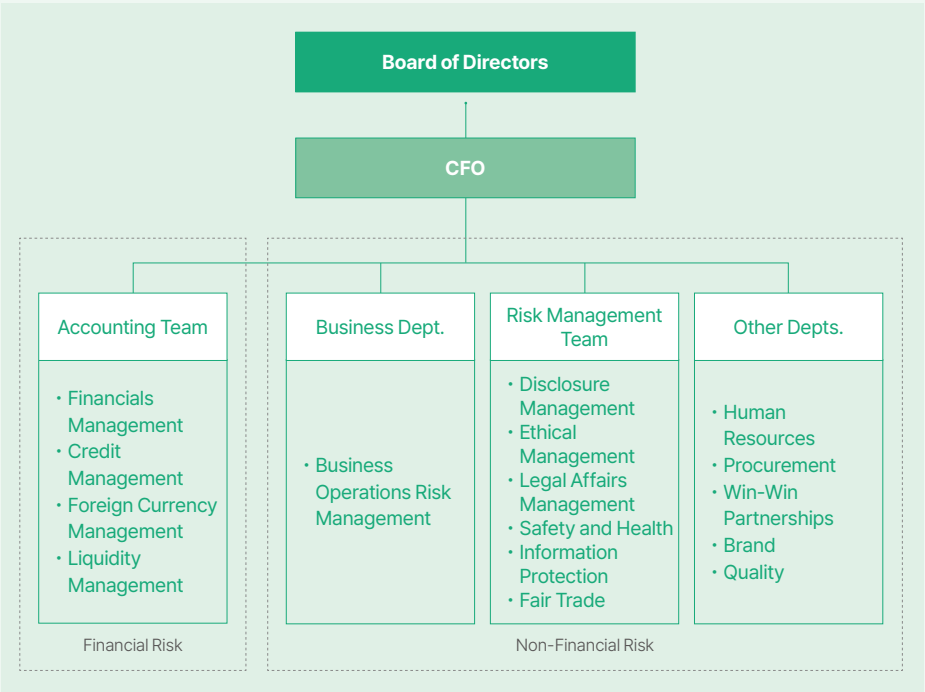 Board of Directors
CFO
Accounting Team
・Financials
Management
・Credit
Management
・Foreign Currency
Management
・Liquidity
Management
Financial Risk
Business Dept.
・Business
Operations Risk
Management
Risk Management
Team
・Disclosure
Management
・Ethical
Management
・Legal Affairs
Management
・Safety and Health
・Information
Protection
・Fair Trade
Other Depts.
・Human
Resources
・Procurement
・Win-Win
Partnerships
・Brand
・Quality
Non-Financial Risk